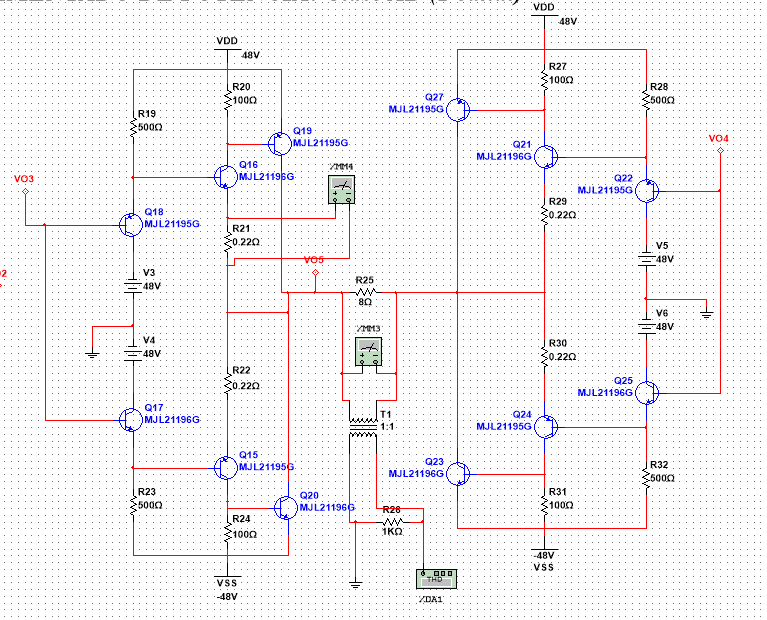 VDD
48V
R20
100Ω
R19
500Ω
Q19
MJL21195G
Q16
MJL21196G
XMM4
VO3
Q18
MJL21195G
R21
0.22Ω
VO5
V3
48V
V4
48V
R22
0.22Ω
Q17
MJL21196G
Q15
MJL21195G
R23
500Ω
Q20
MJL21196G
R24
100Ω
VSS
-48V
R25
8Ω
XMM3
T1
1:1
R26
1KΩ
THD
XDA1
VDD
48V
R27
100Ω
R28
500Ω
Q27
MJL21195G
Q21
MJL21196G
VO4
Q22
MJL21195G
R29
0.22Ω
V5
48V
V6
48V
R30
0.22Ω
Q25
MJL21196G
Q24
MJL21195G
Q23
MJL21196G
R32
500Ω
R31
100Ω
-48V
VSS